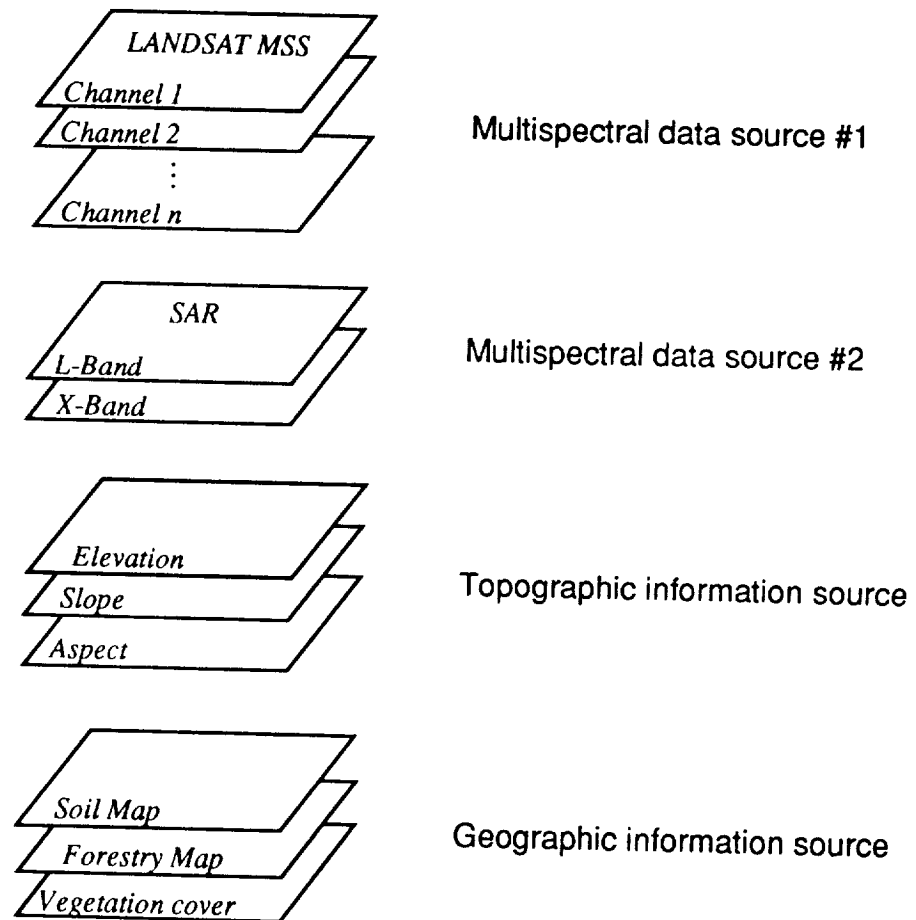 LANDSAT MSS
Channel 1
Channel 2
⋮
Channel n
Multispectral data source #1
SAR
L-Band
X-Band
Multispectral data source #2
Elevation
Slope
Aspect
Topographic information source
Soil Map
Forestry Map
Vegetation cover
Geographic information source